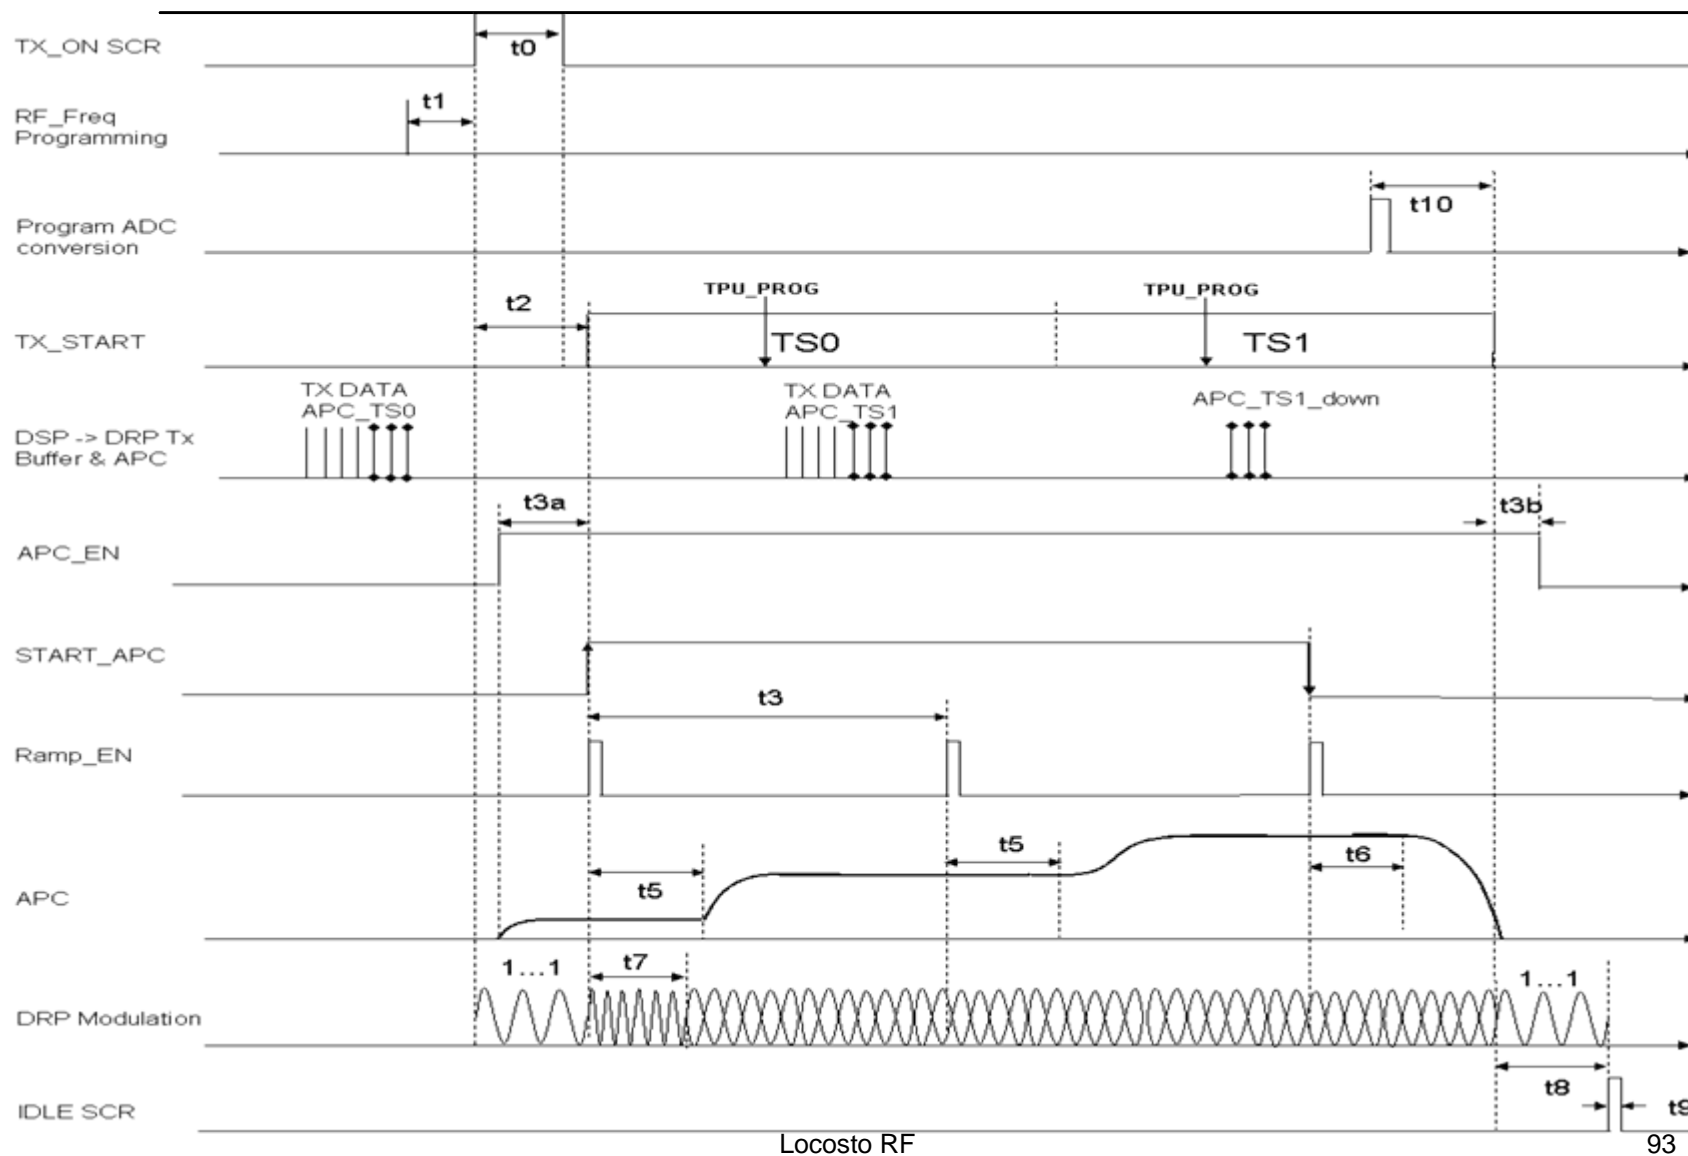 TX_ON SCR
t0
RF_Freq
Programming
t1
Program ADC
conversion
t10
TX_START
t2
TPU_PROG
TS0
TPU_PROG
TS1
DSP -> DRP Tx
Buffer & APC
TX DATA
APC_TS0
TX DATA
APC_TS1
APC_TS1_down
APC_EN
t3a
t3b
START_APC
t3
Ramp_EN
APC
t5
t5
t6
DRP Modulation
1...1
t7
1...1
IDLE SCR
t8
t9
Locosto RF
93